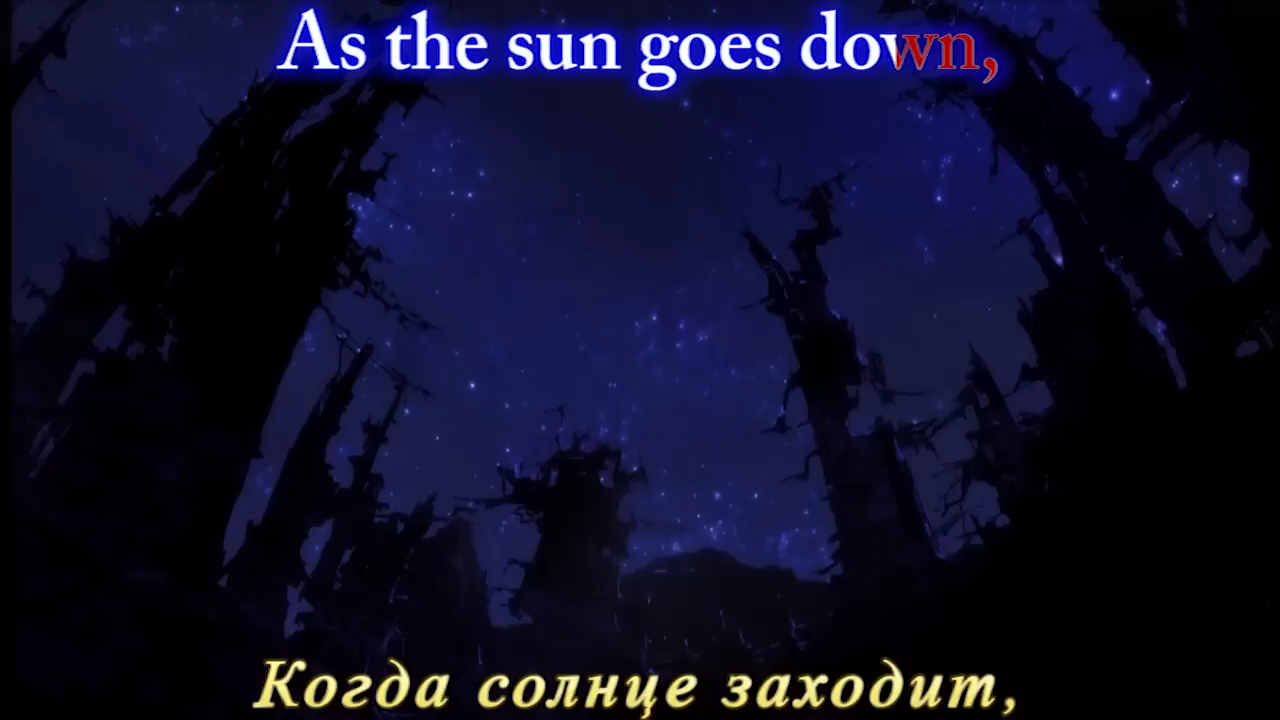 As the sun goes down,
Когда солнце заходит,